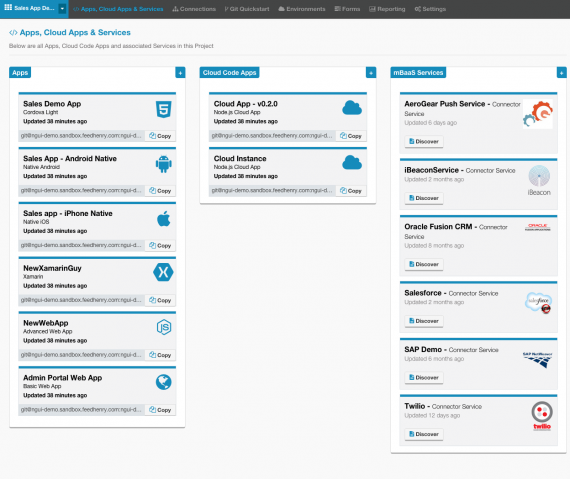 Sales App De...
Apps, Cloud Apps & Services
Connections
Git Quickstart
Environments
Forms
Reporting
Settings
</> Apps, Cloud Apps & Services
Below are all Apps, Cloud Code Apps and associated Services in this Project
Apps
+
Sales Demo App
Cordova Light
Updated 38 minutes ago
git@ngui-demo.sandbox.feedhenry.com:ngui-d...
Copy
Sales App - Android Native
Native Android
Updated 38 minutes ago
git@ngui-demo.sandbox.feedhenry.com:ngui-d...
Copy
Sales app - iPhone Native
Native iOS
Updated 38 minutes ago
git@ngui-demo.sandbox.feedhenry.com:ngui-d...
Copy
NewXamarinGuy
Xamarin
Updated 38 minutes ago
git@ngui-demo.sandbox.feedhenry.com:ngui-d...
Copy
NewWebApp
Advanced Web App
Updated 38 minutes ago
JS
git@ngui-demo.sandbox.feedhenry.com:ngui-d...
Copy
Admin Portal Web App
Basic Web App
Updated 38 minutes ago
git@ngui-demo.sandbox.feedhenry.com:ngui-d...
Copy
Cloud Code Apps
+
Cloud App - v0.2.0
Node.js Cloud App
Updated 38 minutes ago
git@ngui-demo.sandbox.feedhenry.com:ngui-d...
Copy
Cloud Instance
Node.js Cloud App
Updated 38 minutes ago
git@ngui-demo.sandbox.feedhenry.com:ngui-d...
Copy
mBaaS Services
+
AeroGear Push Service - Connector
Service
Updated 8 days ago
Discover
iBeaconService - Connector Service
Updated 2 months ago
iBeacon
Discover
Oracle Fusion CRM - Connector
Service
Updated 8 months ago
ORACLE
Discover
Salesforce - Connector Service
Updated 2 months ago
salesforce
Discover
SAP Demo - Connector Service
Updated 6 months ago
SAP NetWeaver
Discover
Twilio - Connector Service
Updated 12 days ago
twilio
Discover